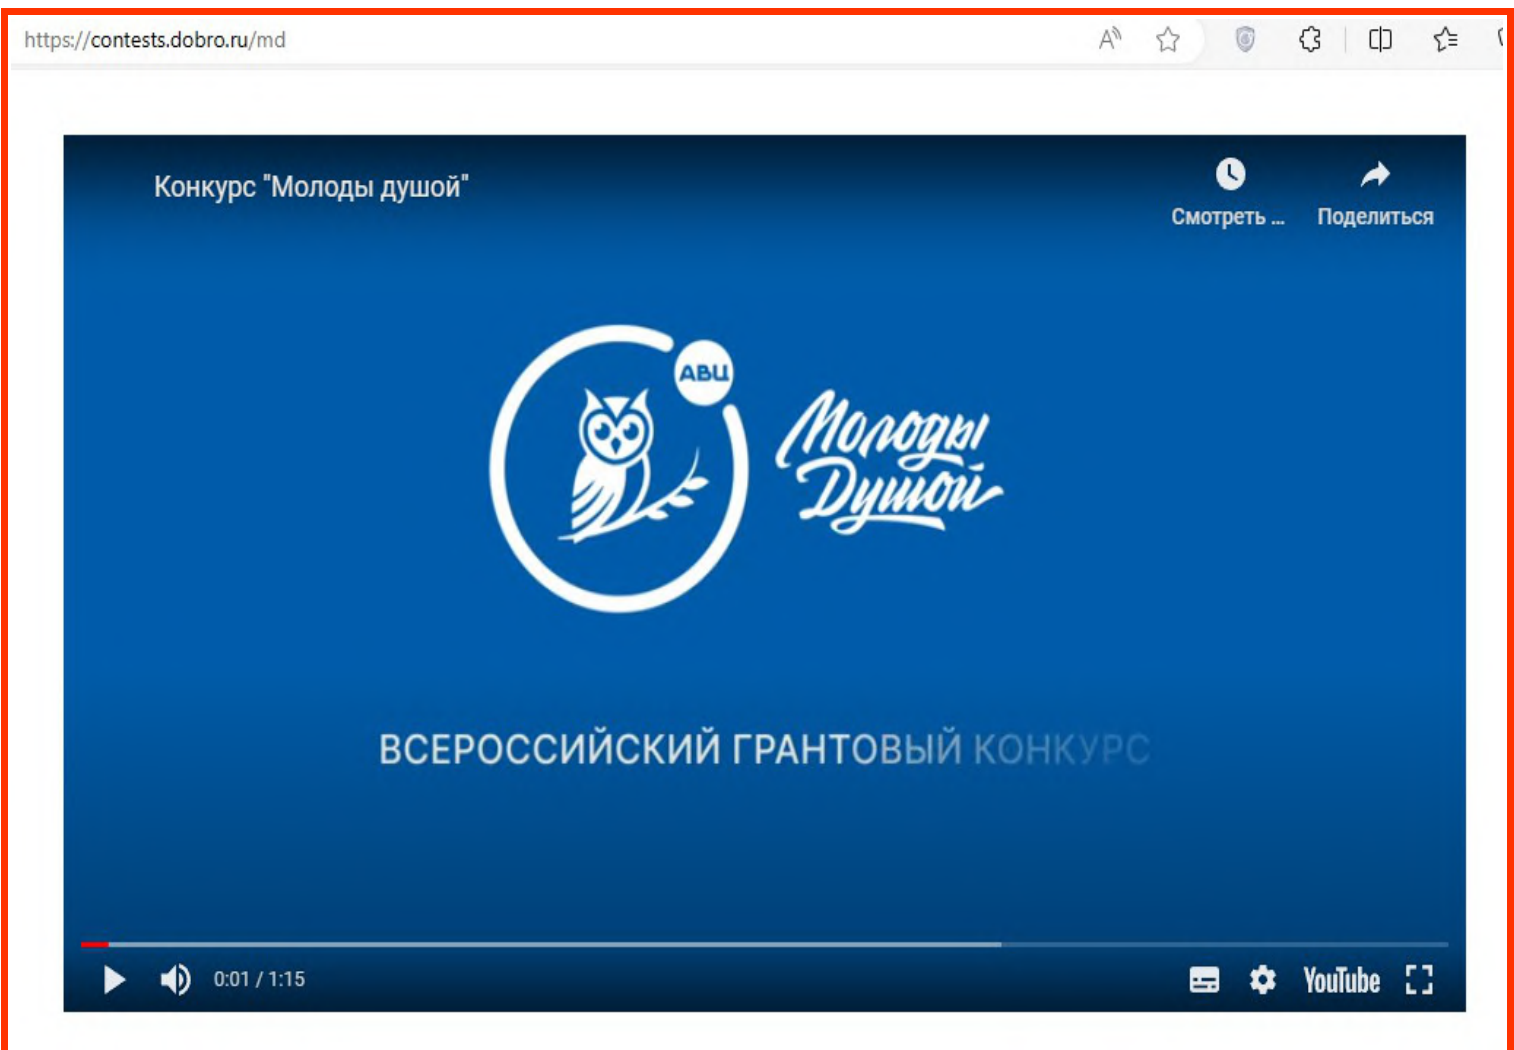 https://contests.dobro.ru/md
Конкурс "Молоды душой"
Смотреть ...
Поделиться
АВЦ
Молоды
Душой
ВСЕРОССИЙСКИЙ ГРАНТОВЫЙ КОНКУРС
0:01 / 1:15
YouTube